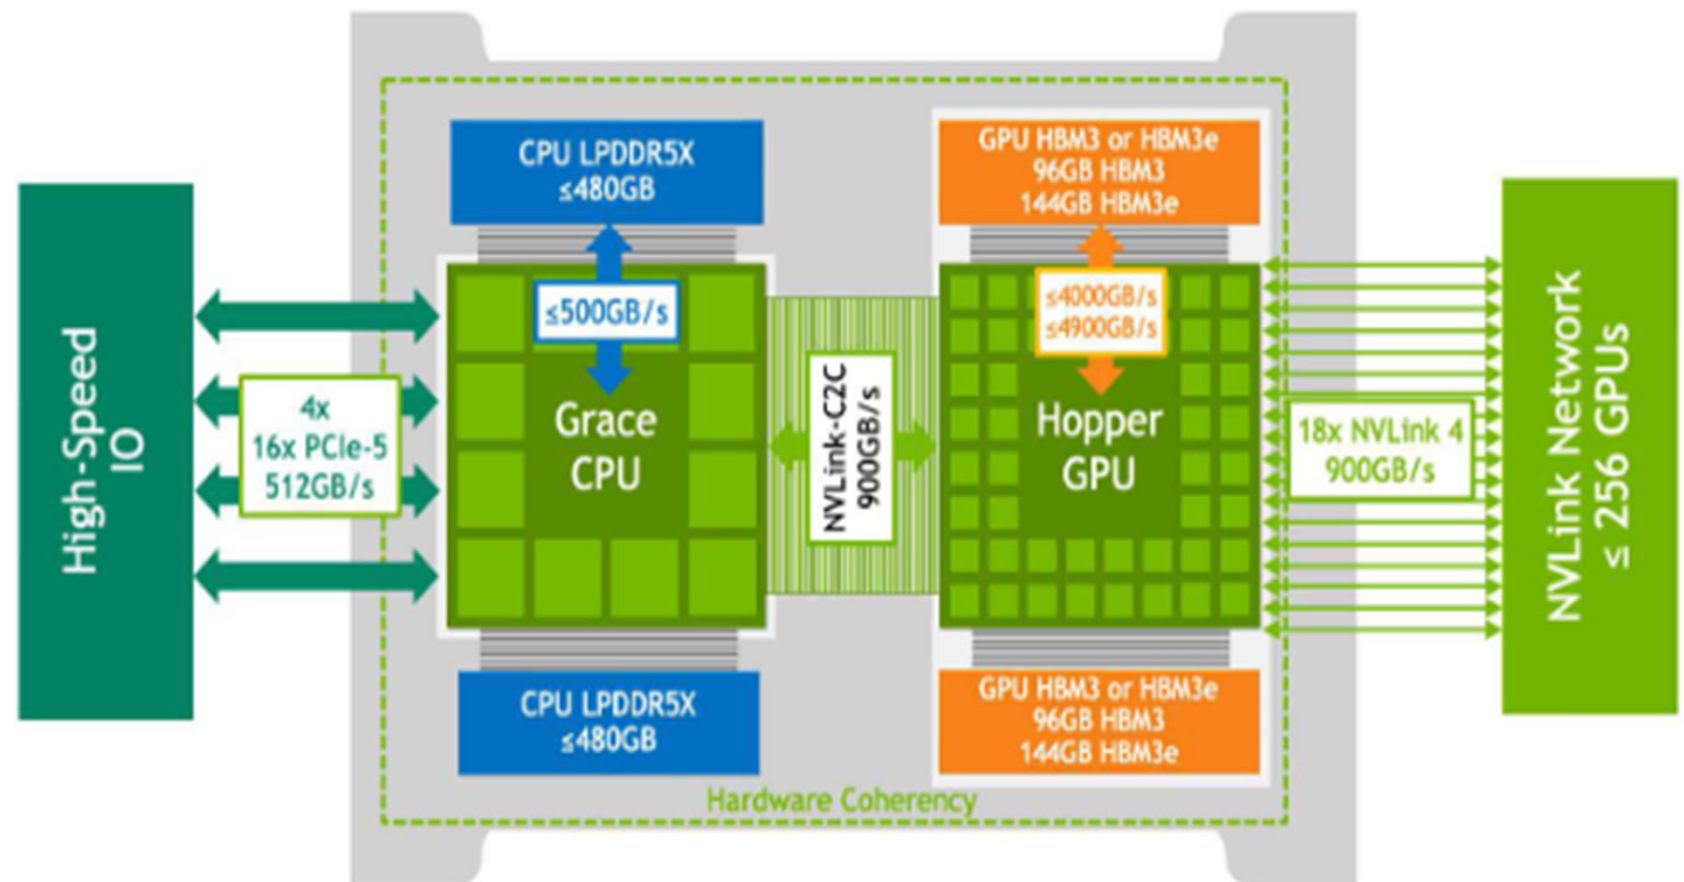 High-Speed
IO
4x
16x PCIe-5
512GB/s
CPU LPDDR5X
≤480GB
≤500GB/s
Grace
CPU
CPU LPDDR5X
≤480GB
NVLink-C2C
900GB/s
GPU HBM3 or HBM3e
96GB HBM3
144GB HBM3e
≤4000GB/s
≤4900GB/s
Hopper
GPU
GPU HBM3 or HBM3e
96GB HBM3
144GB HBM3e
18x NVLink 4
900GB/s
NVLink Network
≤ 256 GPUs
Hardware Coherency